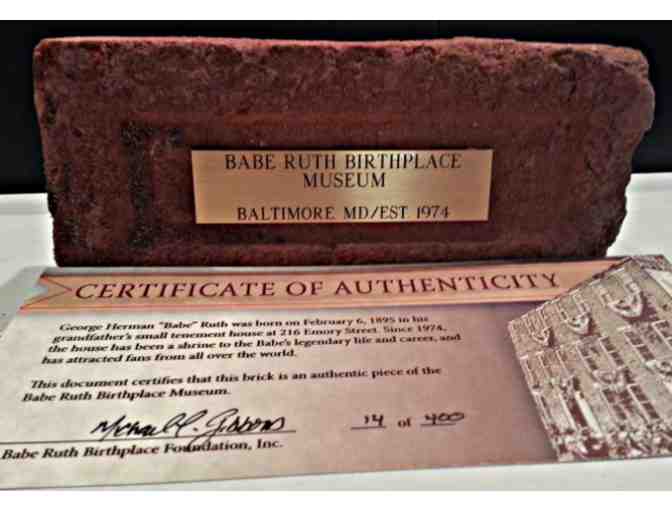 BABE RUTH BIRTHPLACE
MUSEUM
BALTIMORE MD/EST 1974
CERTIFICATE OF AUTHENTICITY
George Herman "Babe" Ruth was born on February 6, 1895 in his
grandfather's small tenement house at 216 Emory Street. Since 1974,
the house has been a shrine to the Babe's legendary life and career, and
has attracted fans from all over the world.
This document certifies that this brick is an authentic piece of the
Babe Ruth Birthplace Museum.
Michael L. Gibbons 14 of 400
Babe Ruth Birthplace Foundation, Inc.